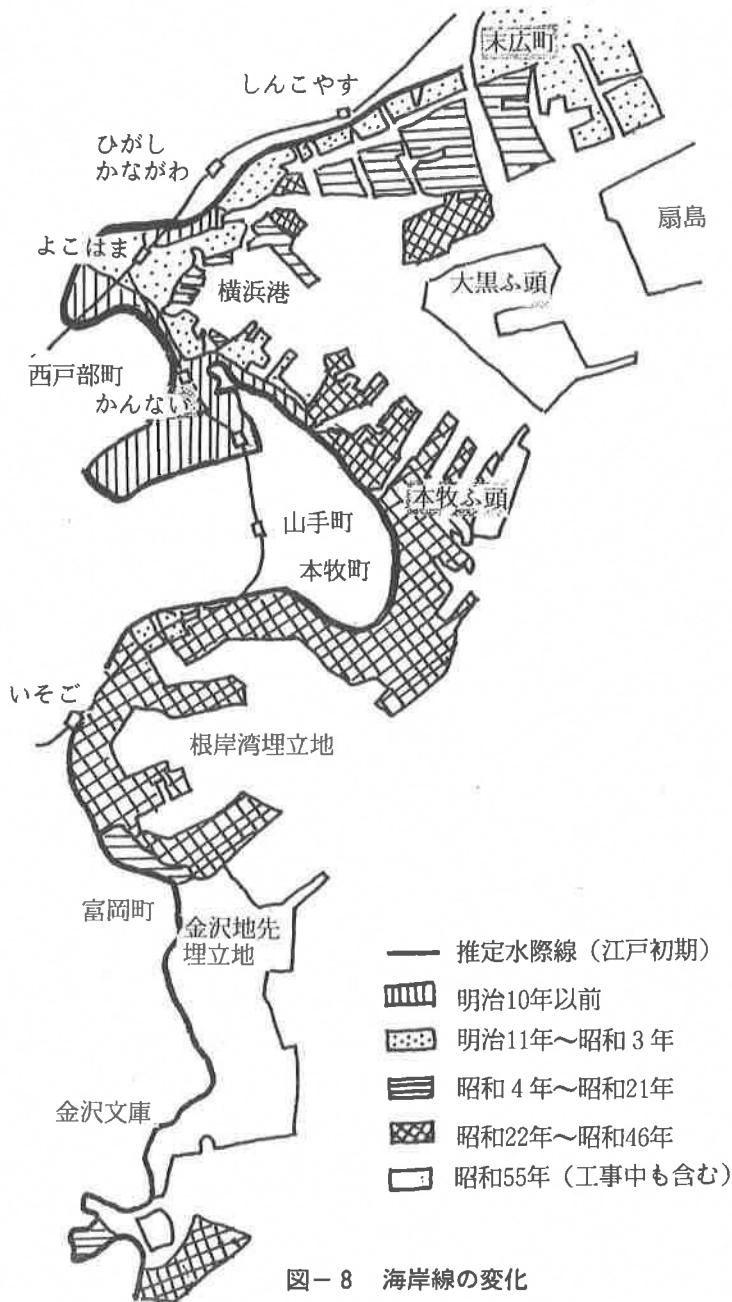 末広町
しんこやす
ひがし
かながわ
扇島
よこはま
横浜港
大黒ふ頭
西戸部町
かんない
本牧ふ頭
山手町
本牧町
いそご
根岸湾埋立地
富岡町
金沢地先
埋立地
推定水際線（江戸初期）
明治10年以前
明治11年～昭和3年
昭和4年～昭和21年
金沢文庫
昭和22年～昭和46年
昭和55年（工事中も含む）
図－8 海岸線の変化